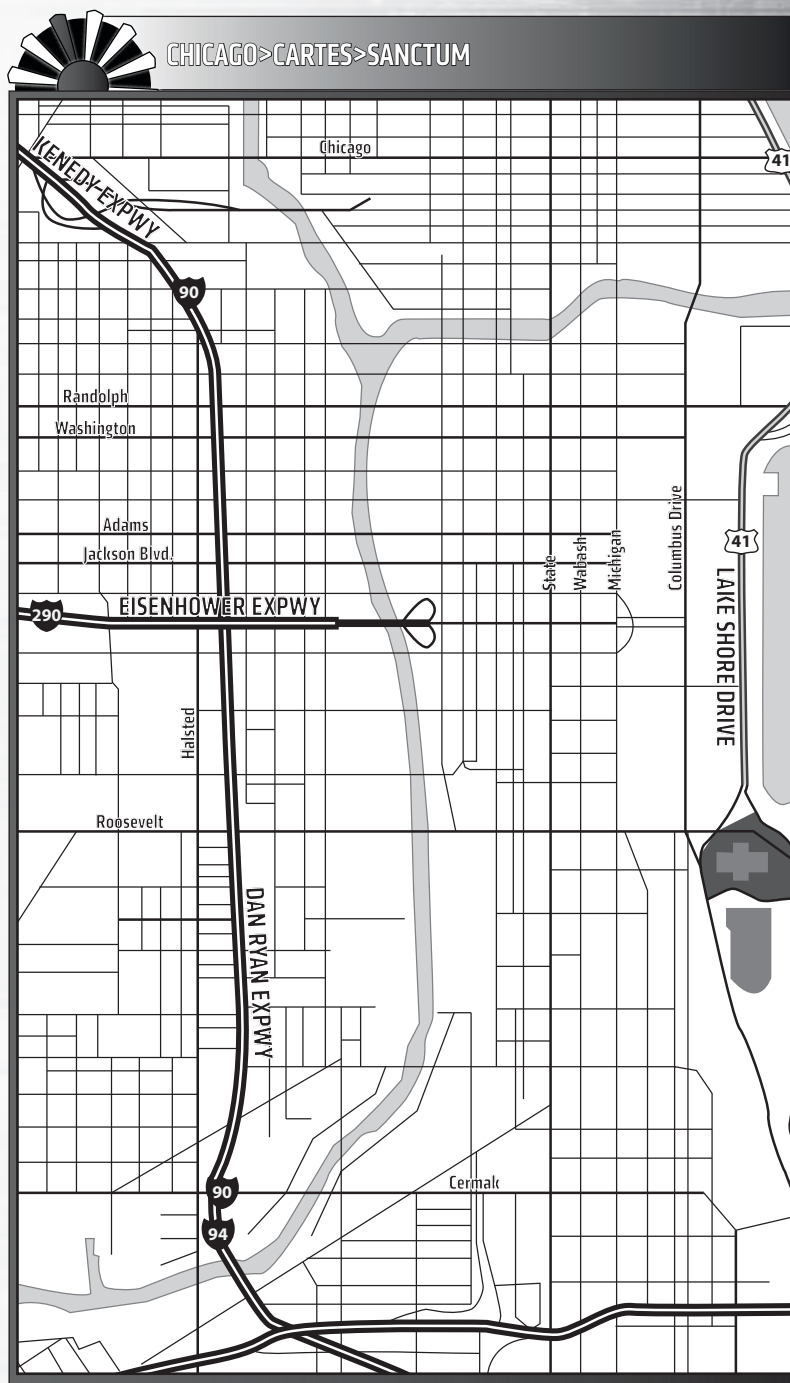 CHICAGO>CARTES>SANCTUM
Chicago
41
KENEDY EXPWY
90
Randolph
Washington
Adams
Jackson Blvd.
State
Wabash
Michigan
Columbus Drive
41
290
EISENHOWER EXPWY
LAKE SHORE DRIVE
Halsted
Roosevelt
DAN RYAN EXPWY
90
Cermak
94